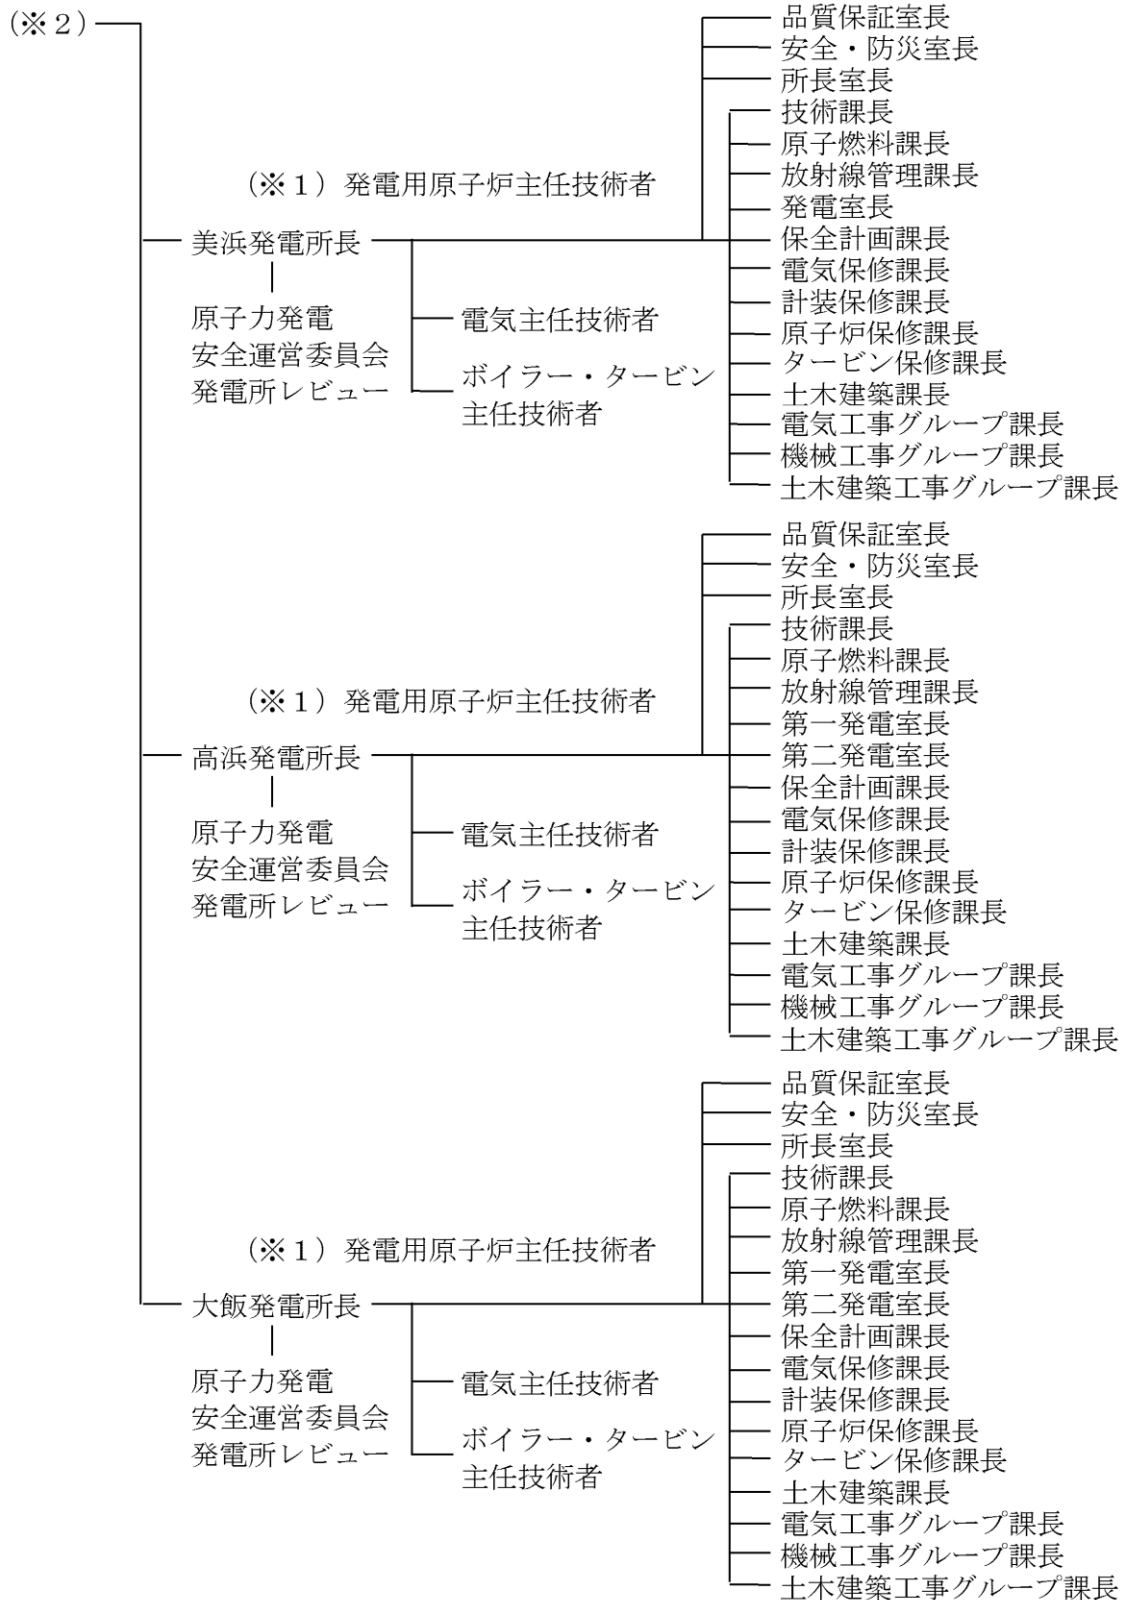 （※２）
（※１）発電用原子炉主任技術者
美浜発電所長
原子力発電
安全運営委員会
発電所レビュー
電気主任技術者
ボイラー・タービン
主任技術者
品質保証室長
安全・防災室長
所長室長
技術課長
原子燃料課長
放射線管理課長
発電室長
保全計画課長
電気保修課長
計装保修課長
原子炉保修課長
タービン保修課長
土木建築課長
電気工事グループ課長
機械工事グループ課長
土木建築工事グループ課長
（※１）発電用原子炉主任技術者
高浜発電所長
原子力発電
安全運営委員会
発電所レビュー
電気主任技術者
ボイラー・タービン
主任技術者
品質保証室長
安全・防災室長
所長室長
技術課長
原子燃料課長
放射線管理課長
第一発電室長
第二発電室長
保全計画課長
電気保修課長
計装保修課長
原子炉保修課長
タービン保修課長
土木建築課長
電気工事グループ課長
機械工事グループ課長
土木建築工事グループ課長
（※１）発電用原子炉主任技術者
大飯発電所長
原子力発電
安全運営委員会
発電所レビュー
電気主任技術者
ボイラー・タービン
主任技術者
品質保証室長
安全・防災室長
所長室長
技術課長
原子燃料課長
放射線管理課長
第一発電室長
第二発電室長
保全計画課長
電気保修課長
計装保修課長
原子炉保修課長
タービン保修課長
土木建築課長
電気工事グループ課長
機械工事グループ課長
土木建築工事グループ課長